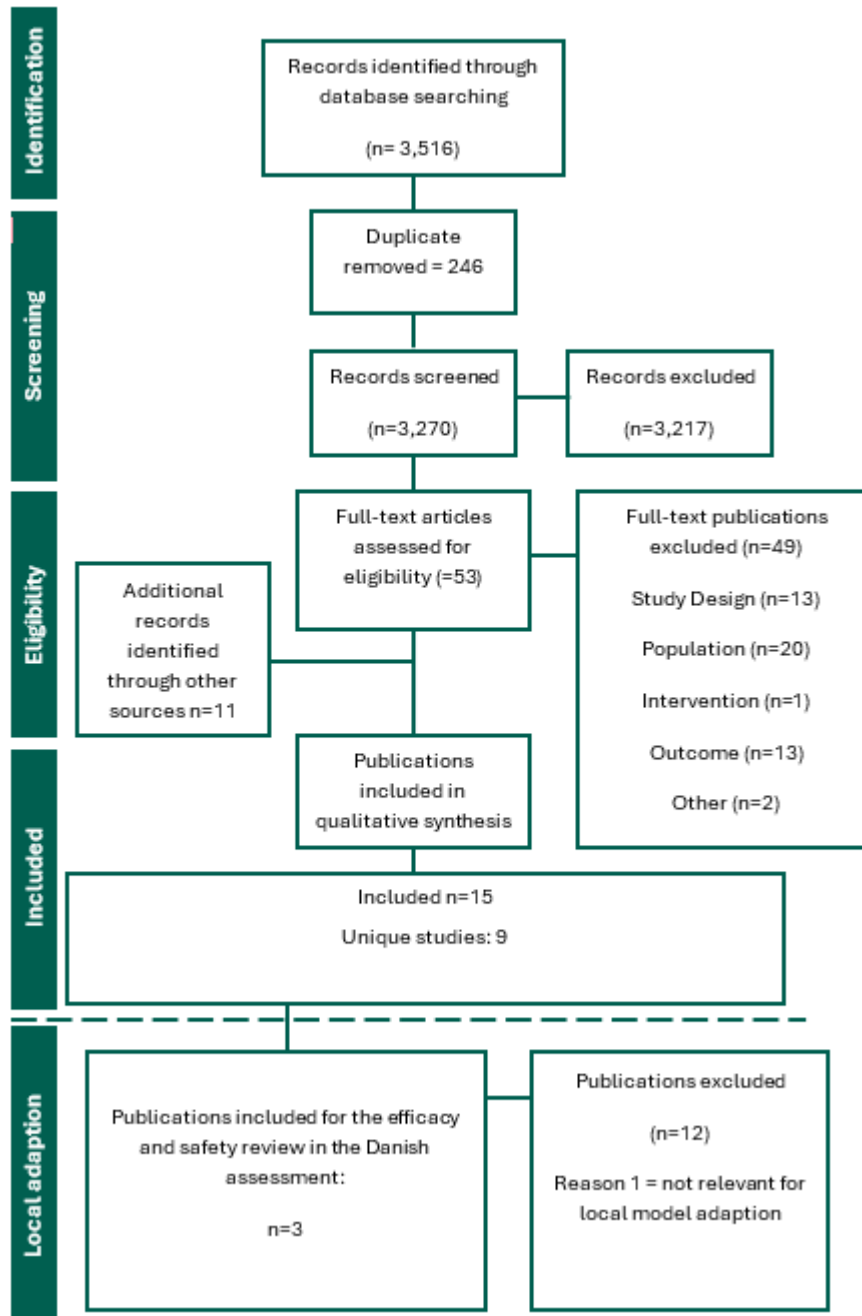 Identification
Records identified through
database searching
(n= 3,516)
Screening
Duplicate
removed = 246
Records screened
(n=3,270)
Records excluded
(n=3,217)
Eligibility
Full-text articles
assessed for
eligibility (=53)
Full-text publications
excluded (n=49)
Study Design (n=13)
Population (n=20)
Intervention (n=1)
Outcome (n=13)
Other (n=2)
Additional
records
identified
through other
sources n=11
Publications
included in
qualitative synthesis
Included
Included n=15
Unique studies: 9
Local adaption
Publications included for the efficacy
and safety review in the Danish
assessment:
n=3
Publications excluded
(n=12)
Reason 1 = not relevant for
local model adaption